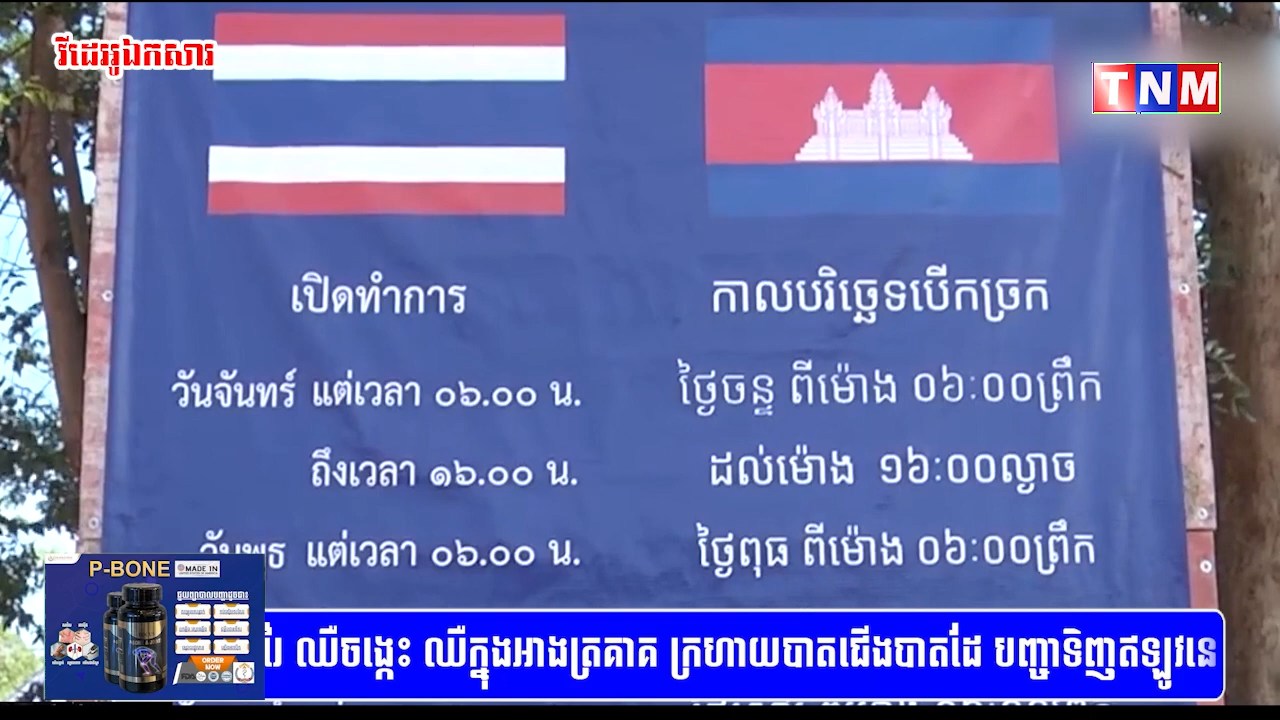 វីដេអូឯកសារ
TNM
เปิดทำการ
កាលបរិច្ឆេទបើកច្រក
วันจันทร์ แต่เวลา ๐๖.๐๐ น.
ថ្ងៃចន្ទ ពីម៉ោង ០៦:០០ព្រឹក
ถึงเวลา ๑๖.๐๐ น.
ដល់ម៉ោង ១៦:០០ល្ងាច
วันพุธ แต่เวลา ๐๖.๐๐ น.
ថ្ងៃពុធ ពីម៉ោង ០៦:០០ព្រឹក
P-BONE
MADE IN
ORDER NOW
ឈឺចង្កេះ ឈឺក្នុងអាងត្រគាក ក្រហាយបាតជើងបាតដៃ បញ្ជាទិញឥឡូវនេ